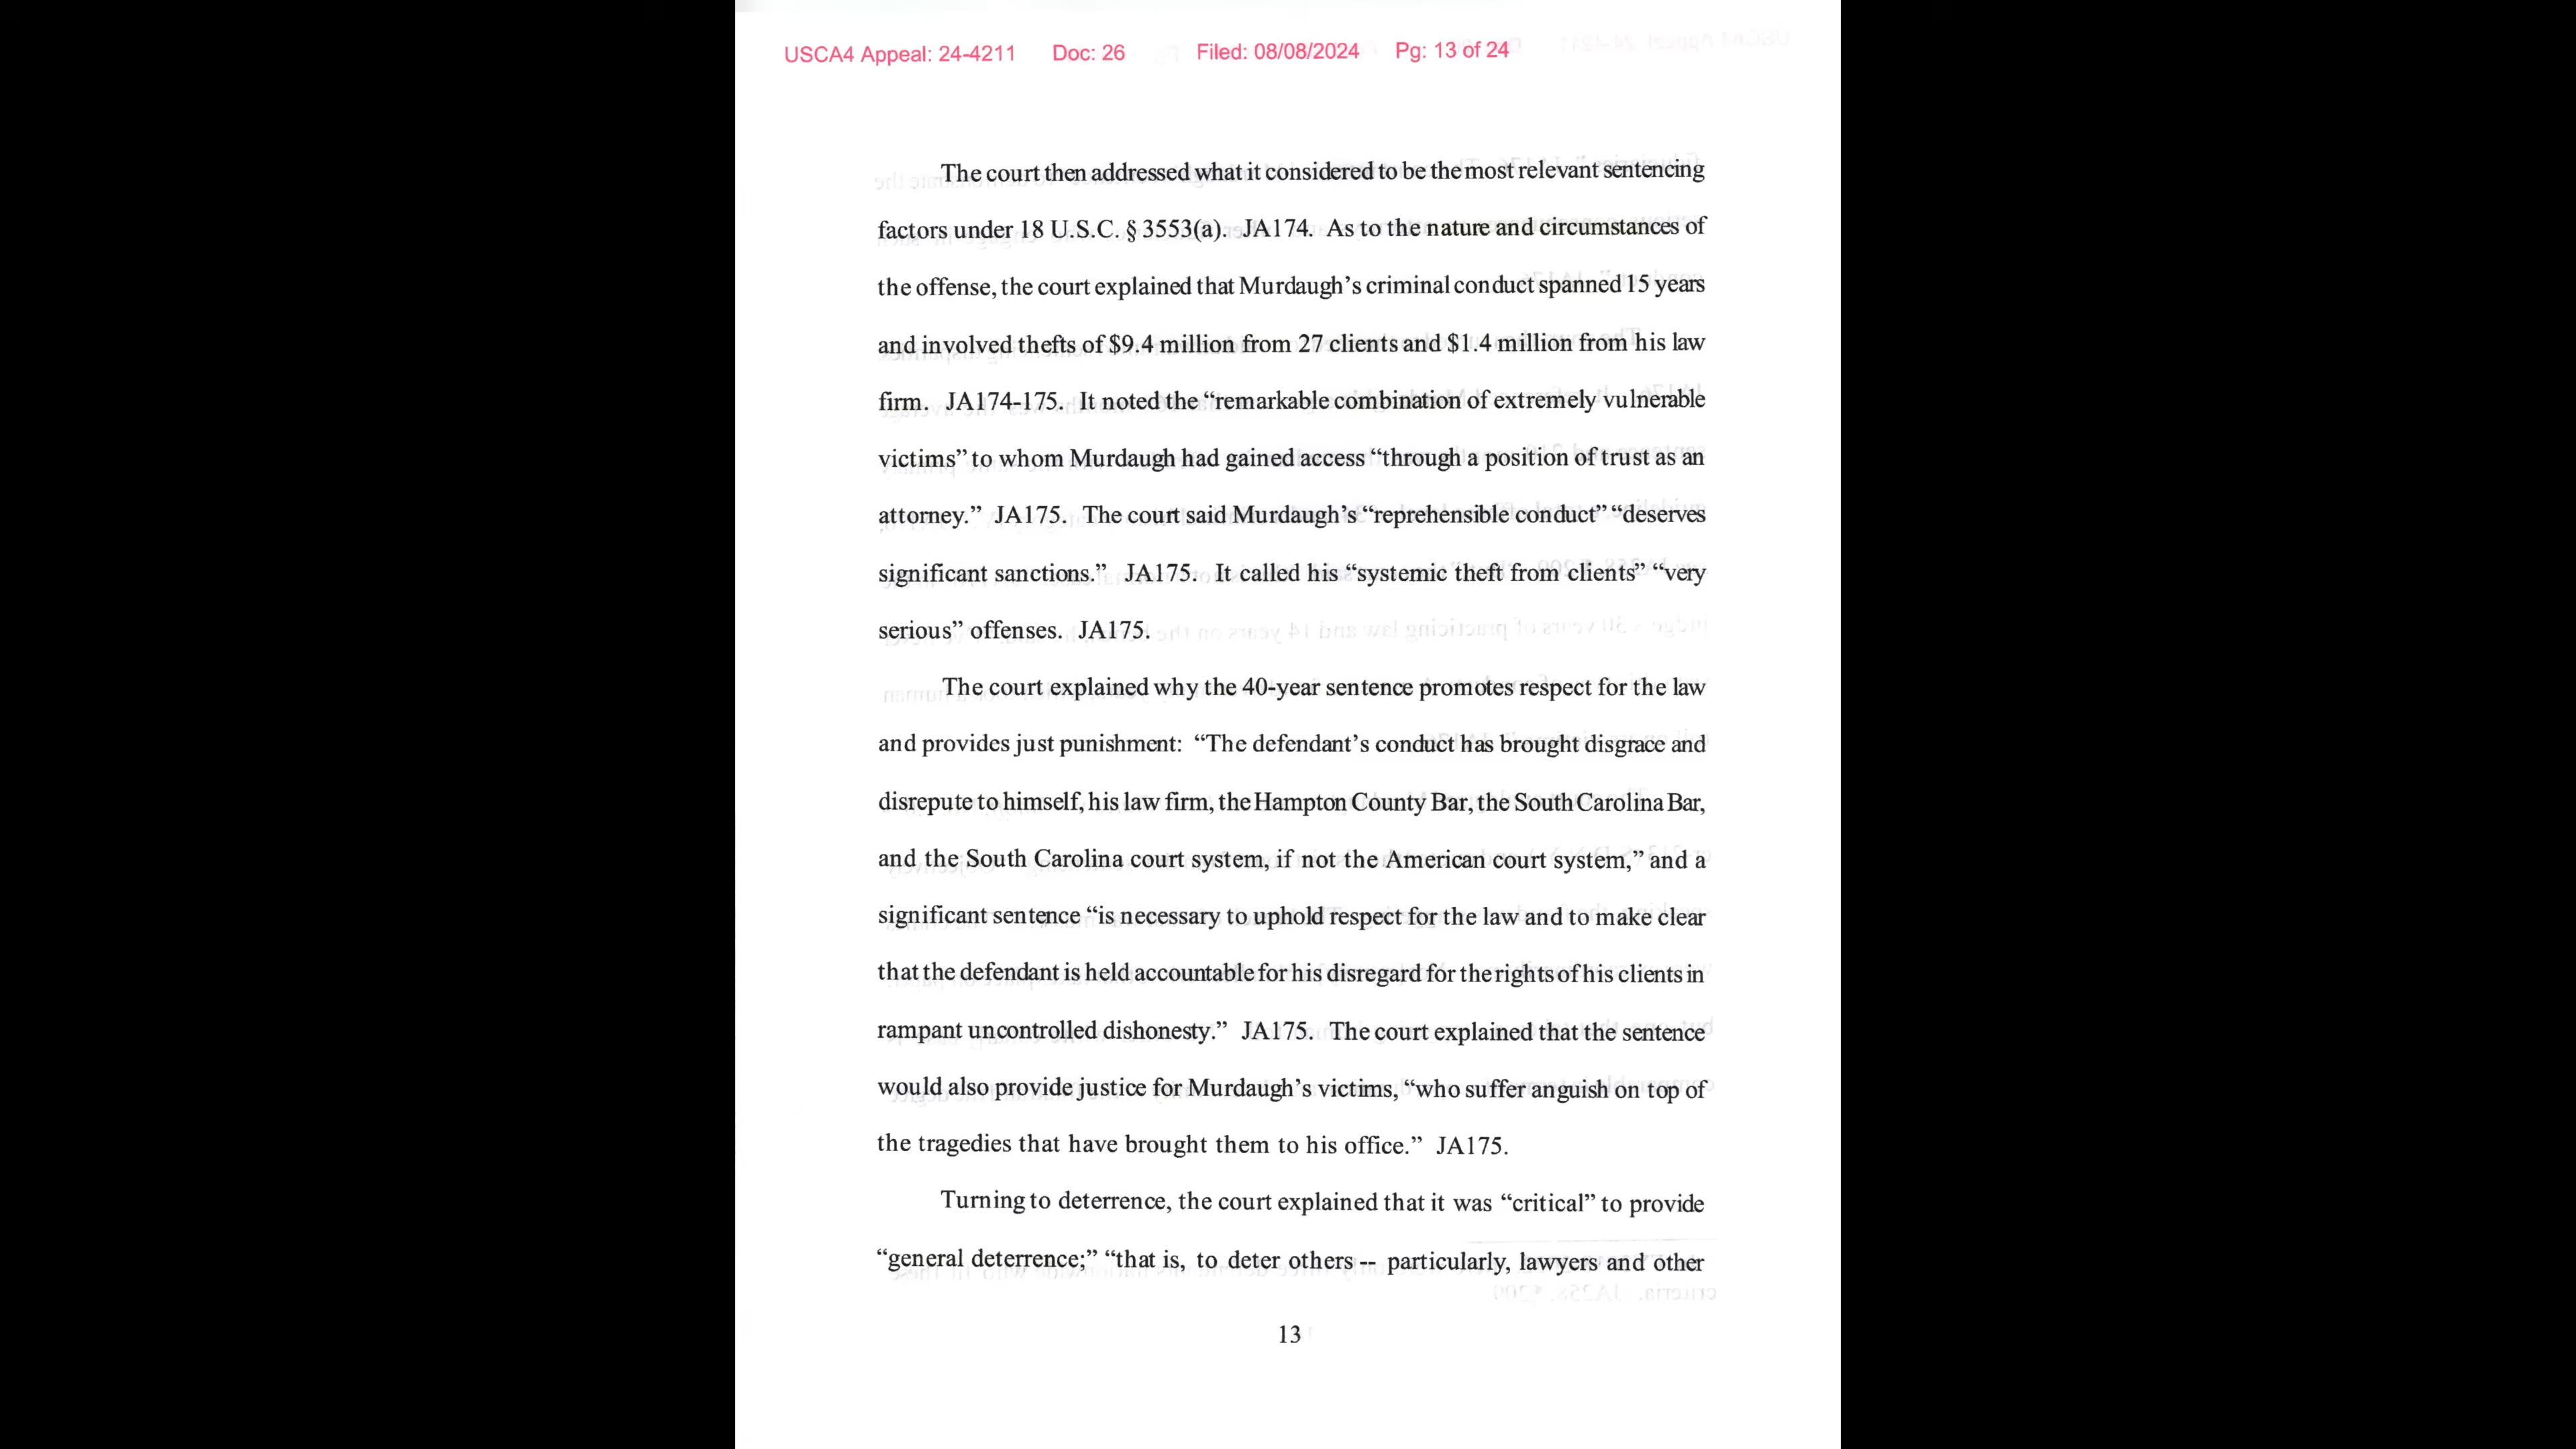 USCA4 Appeal: 24-4211 Doc: 26 Filed: 08/08/2024 Pg: 13 of 24
The court then addressed what it considered to be the most relevant sentencing
factors under 18 U.S.C. § 3553(a). JA174. As to the nature and circumstances of
the offense, the court explained that Murdaugh’s criminal conduct spanned 15 years
and involved thefts of $9.4 million from 27 clients and $1.4 million from his law
firm. JA174-175. It noted the “remarkable combination of extremely vulnerable
victims” to whom Murdaugh had gained access “through a position of trust as an
attorney.” JA175. The court said Murdaugh’s “reprehensible conduct” “deserves
significant sanctions.” JA175. It called his “systemic theft from clients” “very
serious” offenses. JA175.
The court explained why the 40-year sentence promotes respect for the law
and provides just punishment: “The defendant’s conduct has brought disgrace and
disrepute to himself, his law firm, the Hampton County Bar, the South Carolina Bar,
and the South Carolina court system, if not the American court system,” and a
significant sentence “is necessary to uphold respect for the law and to make clear
that the defendant is held accountable for his disregard for the rights of his clients in
rampant uncontrolled dishonesty.” JA175. The court explained that the sentence
would also provide justice for Murdaugh’s victims, “who suffer anguish on top of
the tragedies that have brought them to his office.” JA175.
Turning to deterrence, the court explained that it was “critical” to provide
“general deterrence;” “that is, to deter others -- particularly, lawyers and other
13